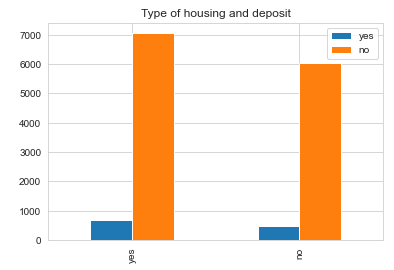 Type of housing and deposit
yes
no
7000
6000
5000
4000
3000
2000
1000
0
yes
no